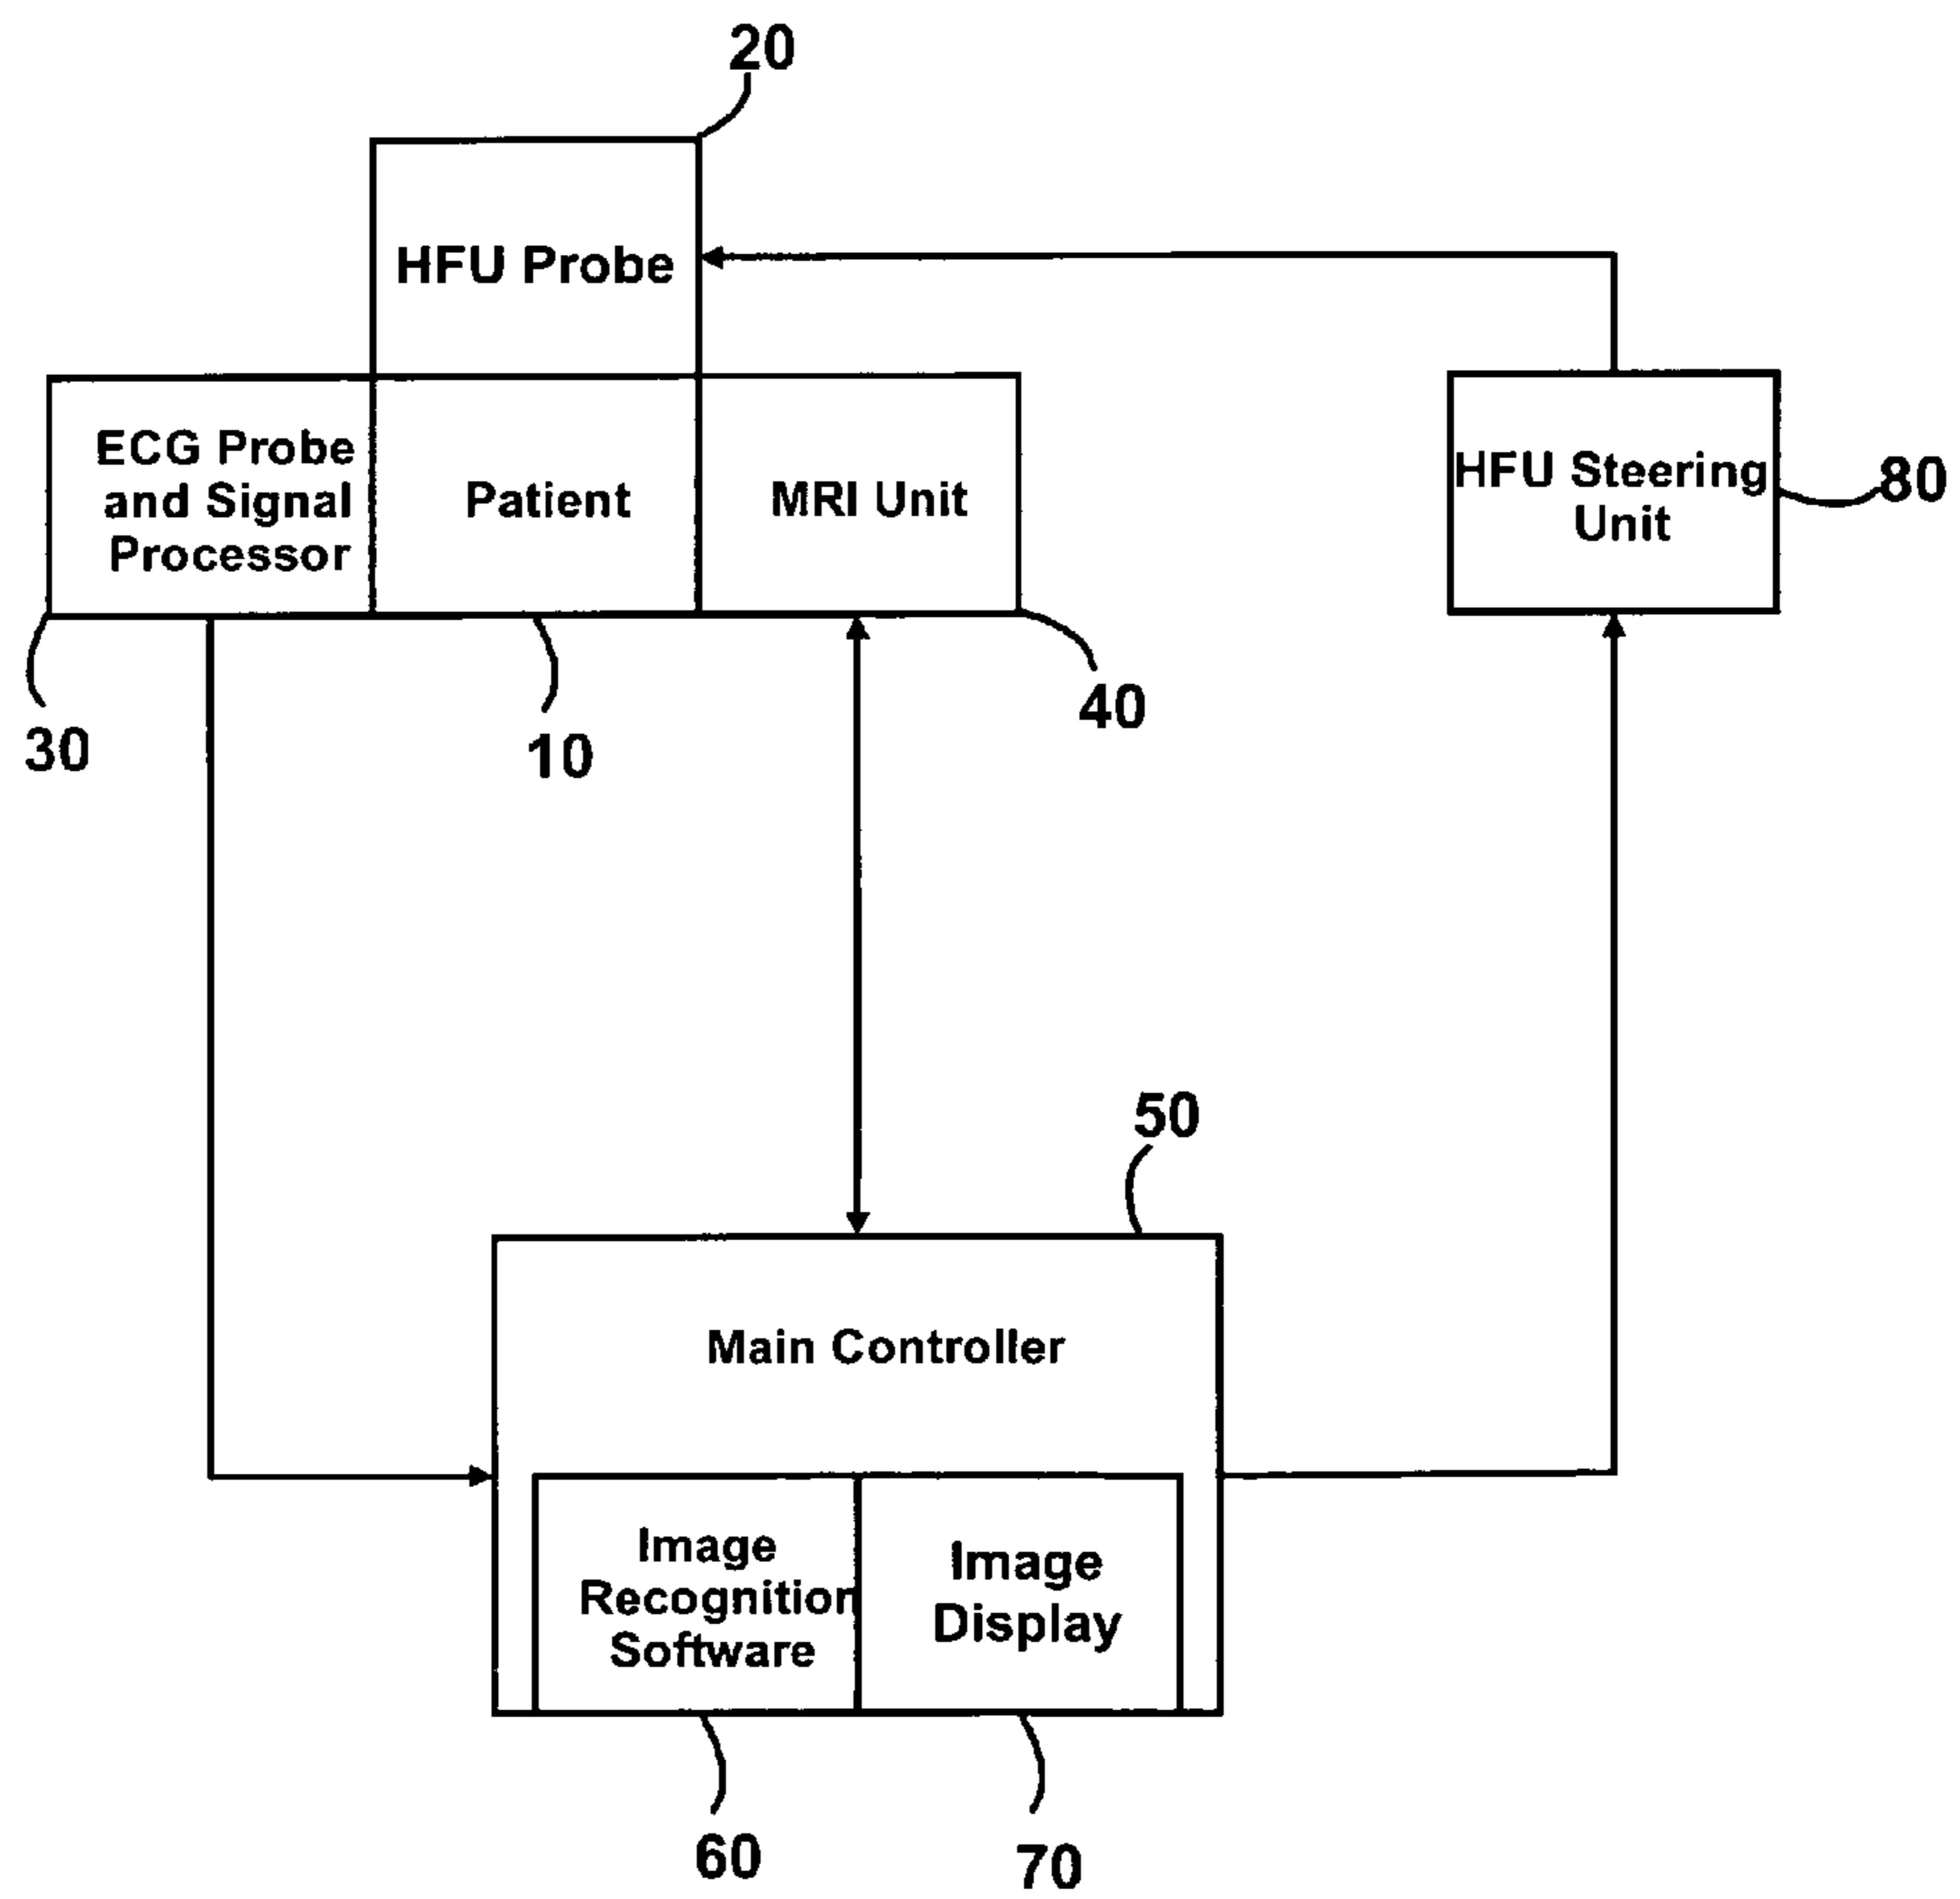 20
HFU Probe
ECG Probe
and Signal
Processor
Patient
MRI Unit
HFU Steering
Unit
80
30
10
40
50
Main Controller
Image
Recognition
Software
Image
Display
60
70